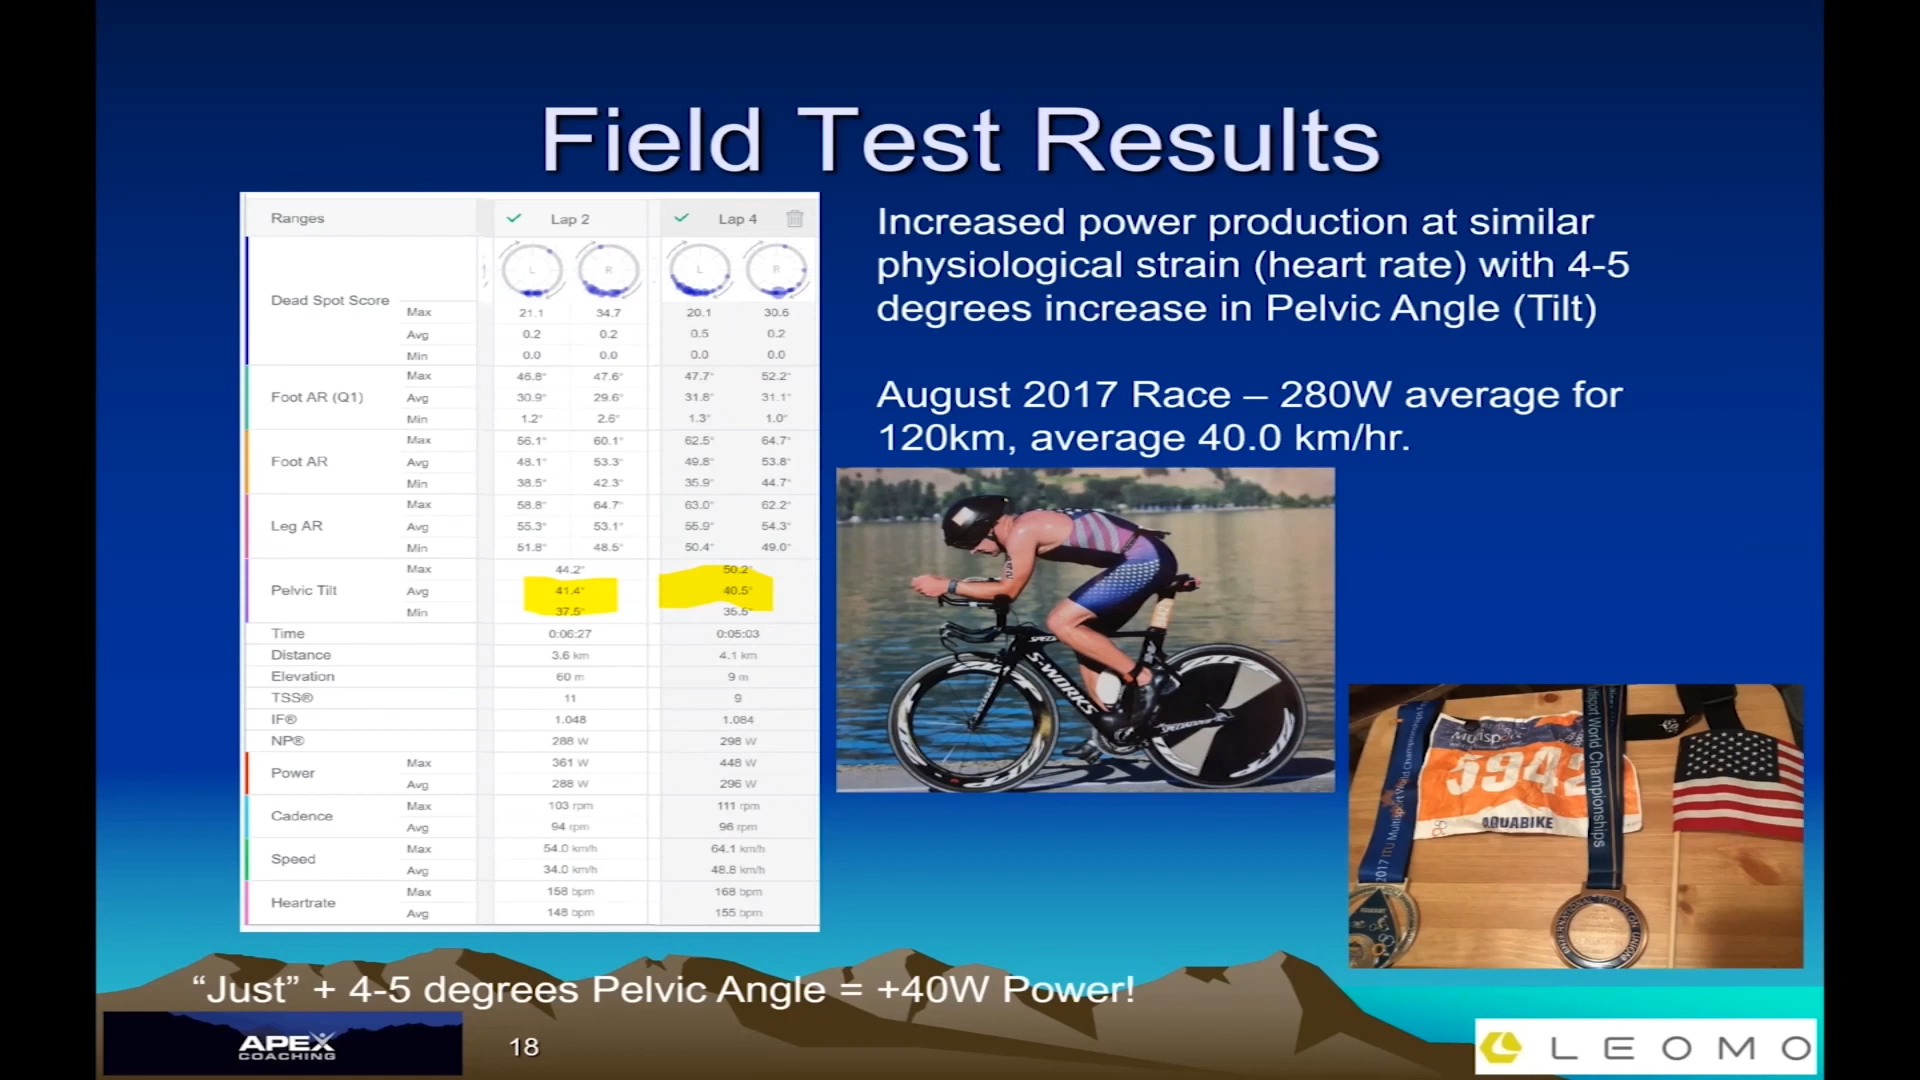 Field Test Results
Ranges Lap 2 Lap 4
L R L R
Dead Spot Score
Max 21.1 34.7 20.1 30.6
Avg 0.2 0.2 0.5 0.2
Min 0.0 0.0 0.0 0.0
Foot AR (Q1)
Max 46.8° 47.6° 47.7° 52.2°
Avg 30.9° 29.6° 31.8° 31.1°
Min 1.2° 2.6° 1.3° 1.0°
Foot AR
Max 56.1° 60.1° 62.5° 64.7°
Avg 48.1° 53.3° 49.8° 53.8°
Min 38.5° 42.3° 35.9° 44.7°
Leg AR
Max 58.8° 64.7° 63.0° 62.2°
Avg 55.3° 53.1° 55.9° 54.3°
Min 51.8° 48.5° 50.4° 49.0°
Pelvic Tilt
Max 44.2° 50.2°
Avg 41.4° 40.5°
Min 37.5° 35.5°
Time 0:06:27 0:05:03
Distance 3.6 km 4.1 km
Elevation 60 m 9 m
TSS® 11 9
IF® 1.048 1.084
NP® 288 W 298 W
Power
Max 361 W 448 W
Avg 288 W 296 W
Cadence
Max 103 rpm 111 rpm
Avg 94 rpm 96 rpm
Speed
Max 54.0 km/h 64.1 km/h
Avg 34.0 km/h 48.8 km/h
Heartrate
Max 158 bpm 168 bpm
Avg 148 bpm 155 bpm
Increased power production at similar
physiological strain (heart rate) with 4-5
degrees increase in Pelvic Angle (Tilt)
August 2017 Race – 280W average for
120km, average 40.0 km/hr.
S-WORKS
SPECIALIZED
2017 ITU Multisport World Championships
Multisport
5942
AQUABIKE
Multisport World Championships
INTERNATIONAL TRIATHLON UNION
“Just” + 4-5 degrees Pelvic Angle = +40W Power!
APEX
COACHING
18
LEOMO